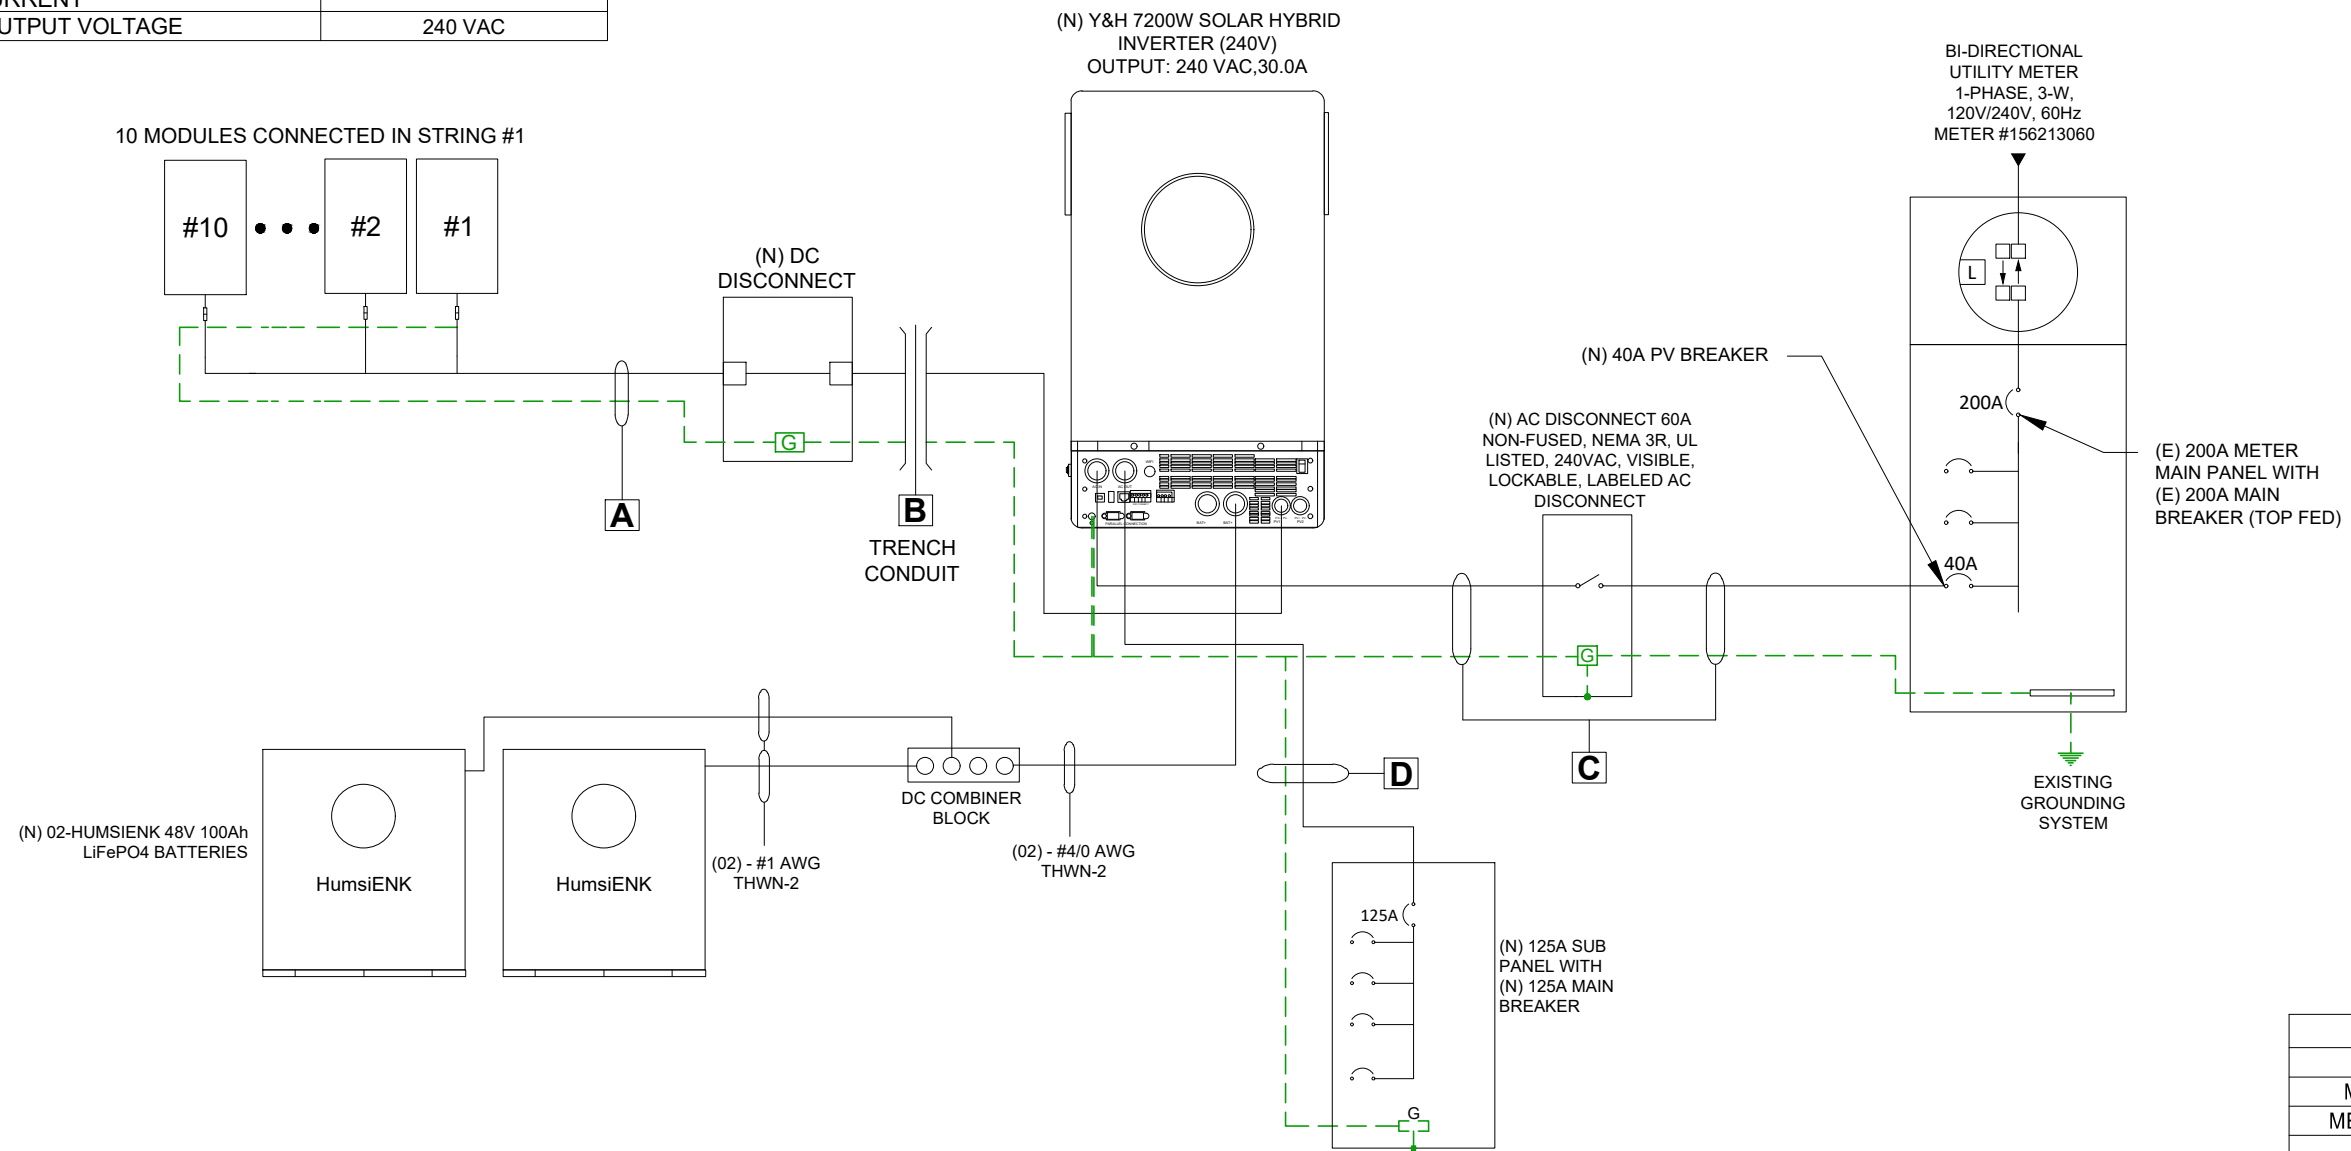 OUTPUT VOLTAGE 240 VAC
(N) Y&H 7200W SOLAR HYBRID
INVERTER (240V)
OUTPUT: 240 VAC,30.0A
BI-DIRECTIONAL
UTILITY METER
1-PHASE, 3-W,
120V/240V, 60Hz
METER #156213060
10 MODULES CONNECTED IN STRING #1
#10
#2
#1
(N) DC
DISCONNECT
G
A
B
TRENCH
CONDUIT
L
200A
(N) 40A PV BREAKER
40A
(E) 200A METER
MAIN PANEL WITH
(E) 200A MAIN
BREAKER (TOP FED)
(N) AC DISCONNECT 60A
NON-FUSED, NEMA 3R, UL
LISTED, 240VAC, VISIBLE,
LOCKABLE, LABELED AC
DISCONNECT
G
C
D
EXISTING
GROUNDING
SYSTEM
(N) 02-HUMSIENK 48V 100Ah
LiFePO4 BATTERIES
HumsiENK
HumsiENK
(02) - #1 AWG
THWN-2
DC COMBINER
BLOCK
(02) - #4/0 AWG
THWN-2
125A
(N) 125A SUB
PANEL WITH
(N) 125A MAIN
BREAKER
G